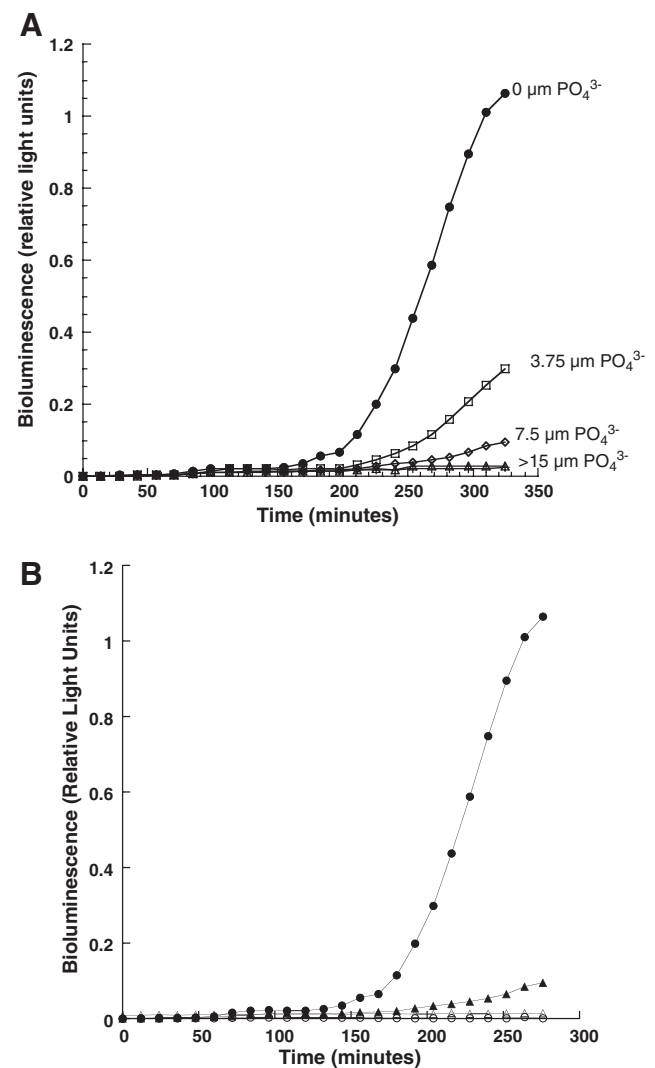 A
Bioluminescence (relative light units)
1.2
1
0.8
0.6
0.4
0.2
0
0 µm PO₄³⁻
3.75 µm PO₄³⁻
7.5 µm PO₄³⁻
>15 µm PO₄³⁻
0 50 100 150 200 250 300 350
Time (minutes)
B
Bioluminescence (Relative Light Units)
1.2
1
0.8
0.6
0.4
0.2
0
0 50 100 150 200 250 300
Time (minutes)